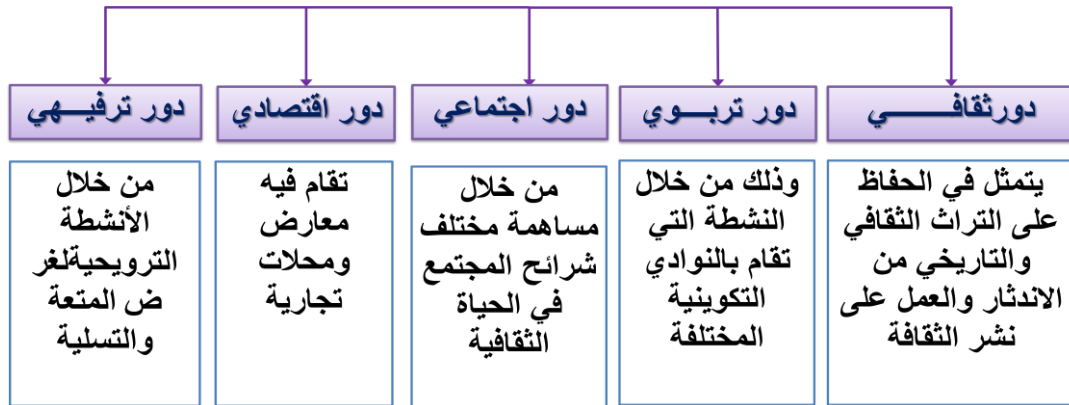 دور ثقافــــــــي
يتمثل في الحفاظ
على التراث الثقافي
والتاريخي من
الاندثار والعمل على
نشر الثقافة
دور تربـــوي
وذلك من خلال
النشطة التي
تقام بالنوادي
التكوينية
المختلفة
دور اجتماعي
من خلال
مساهمة مختلف
شرائح المجتمع
في الحياة
الثقافية
دور اقتصادي
تقام فيه
معارض
ومحلات
تجارية
دور ترفيـــهي
من خلال
الأنشطة
الترويحيةلغر
ض المتعة
والتسلية